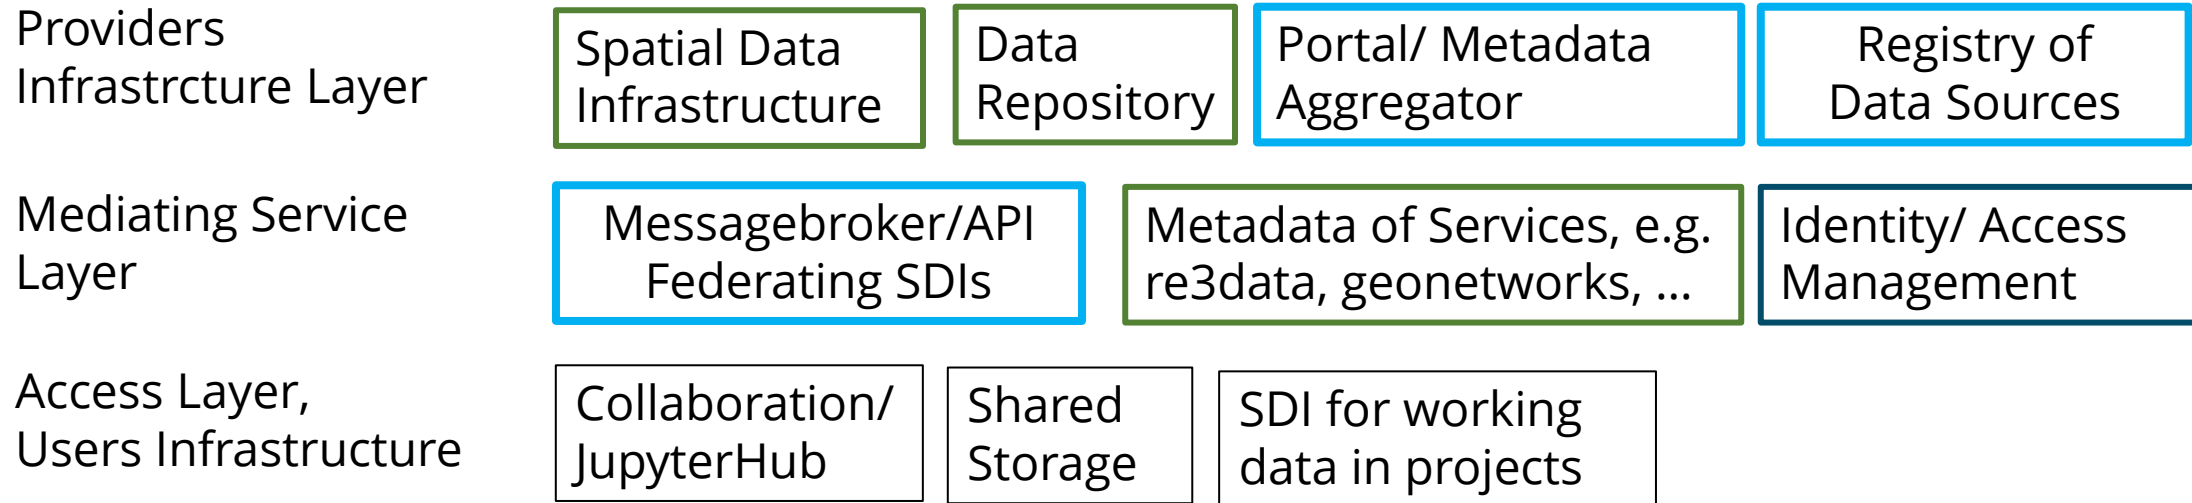 Providers
Infrastrcture Layer
Spatial Data
Infrastructure
Data
Repository
Portal/ Metadata
Aggregator
Registry of
Data Sources
Mediating Service
Layer
Messagebroker/API
Federating SDIs
Metadata of Services, e.g.
re3data, geonetworks, ...
Identity/ Access
Management
Access Layer,
Users Infrastructure
Collaboration/
JupyterHub
Shared
Storage
SDI for working
data in projects